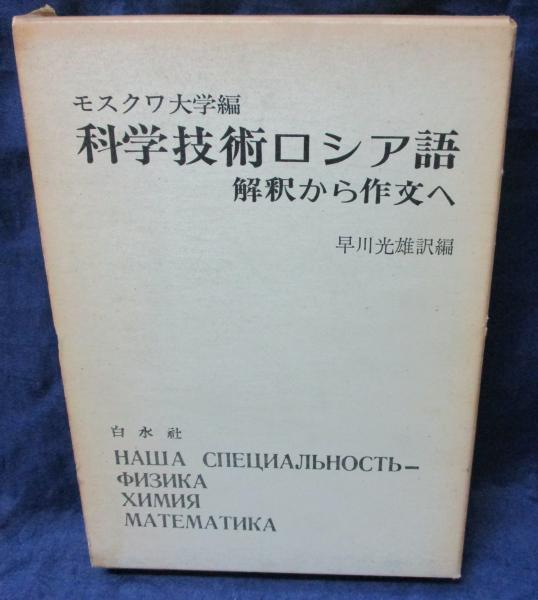 モスクワ大学編
科学技術ロシア語
解釈から作文へ
早川光雄訳編
白水社
НАША СПЕЦИАЛЬНОСТЬ—
ФИЗИКА
ХИМИЯ
МАТЕМАТИКА